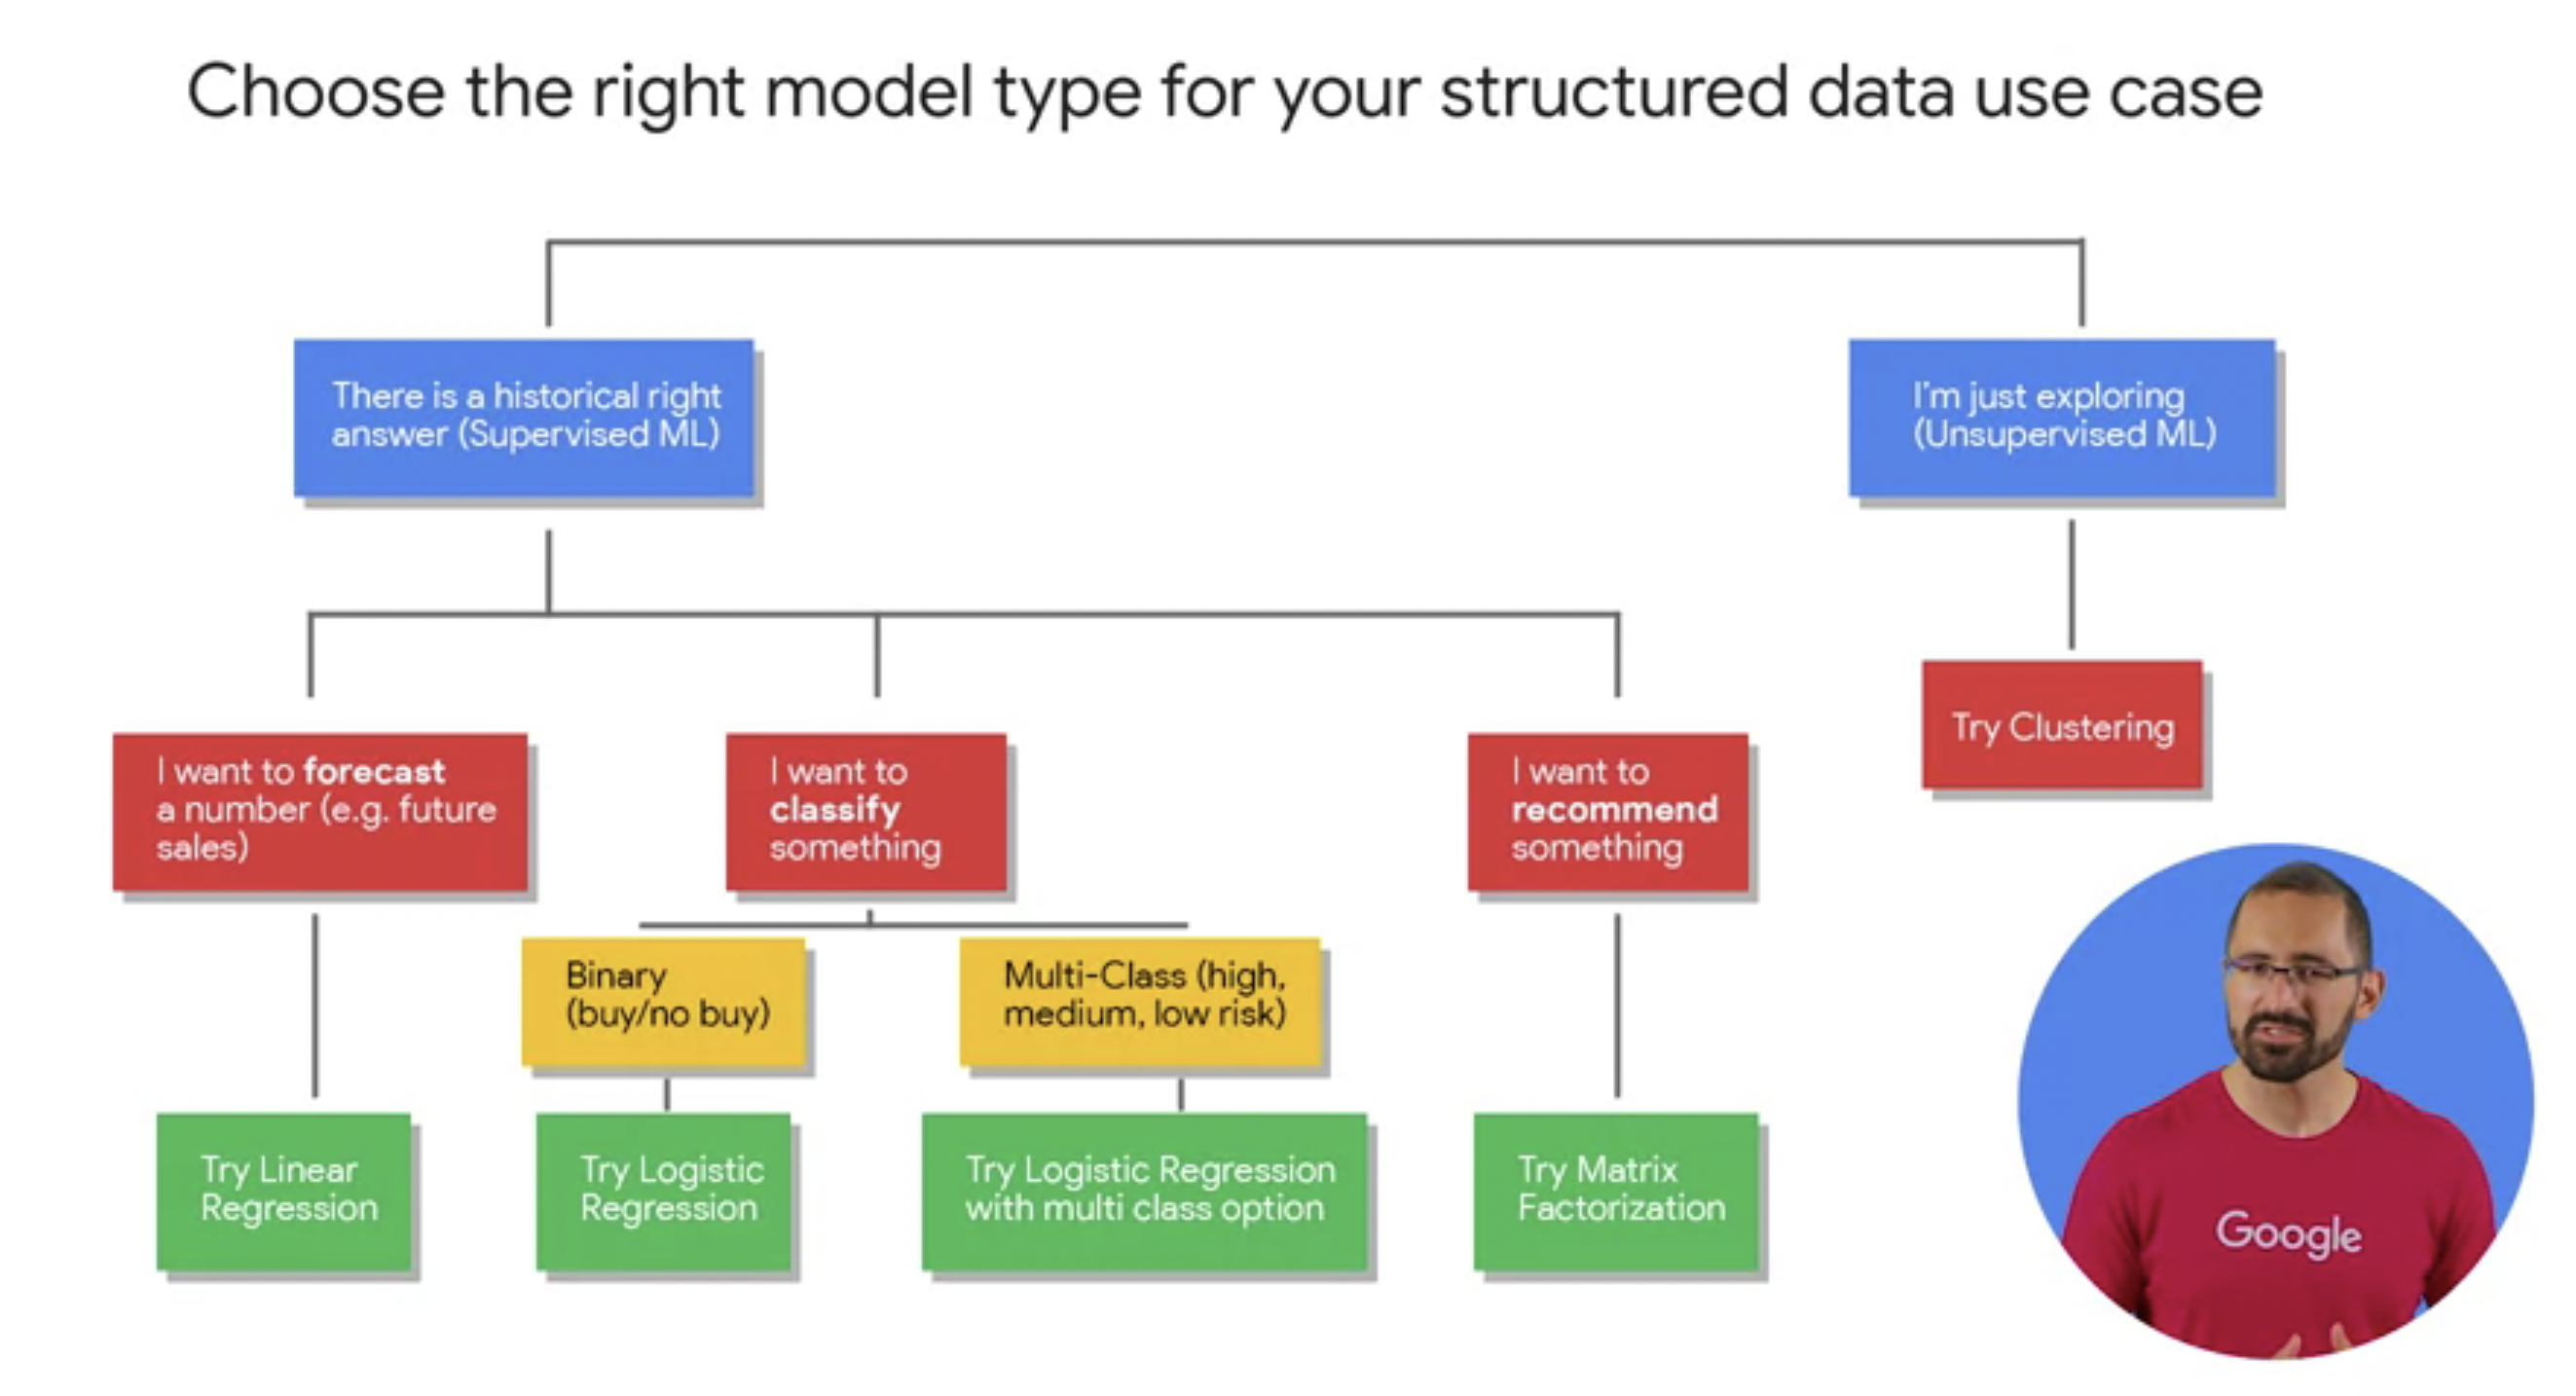 Choose the right model type for your structured data use case
There is a historical right
answer (Supervised ML)
I'm just exploring
(Unsupervised ML)
I want to forecast
a number (e.g. future
sales)
I want to
classify
something
I want to
recommend
something
Try Clustering
Binary
(buy/no buy)
Multi-Class (high,
medium, low risk)
Try Linear
Regression
Try Logistic
Regression
Try Logistic Regression
with multi class option
Try Matrix
Factorization
Google